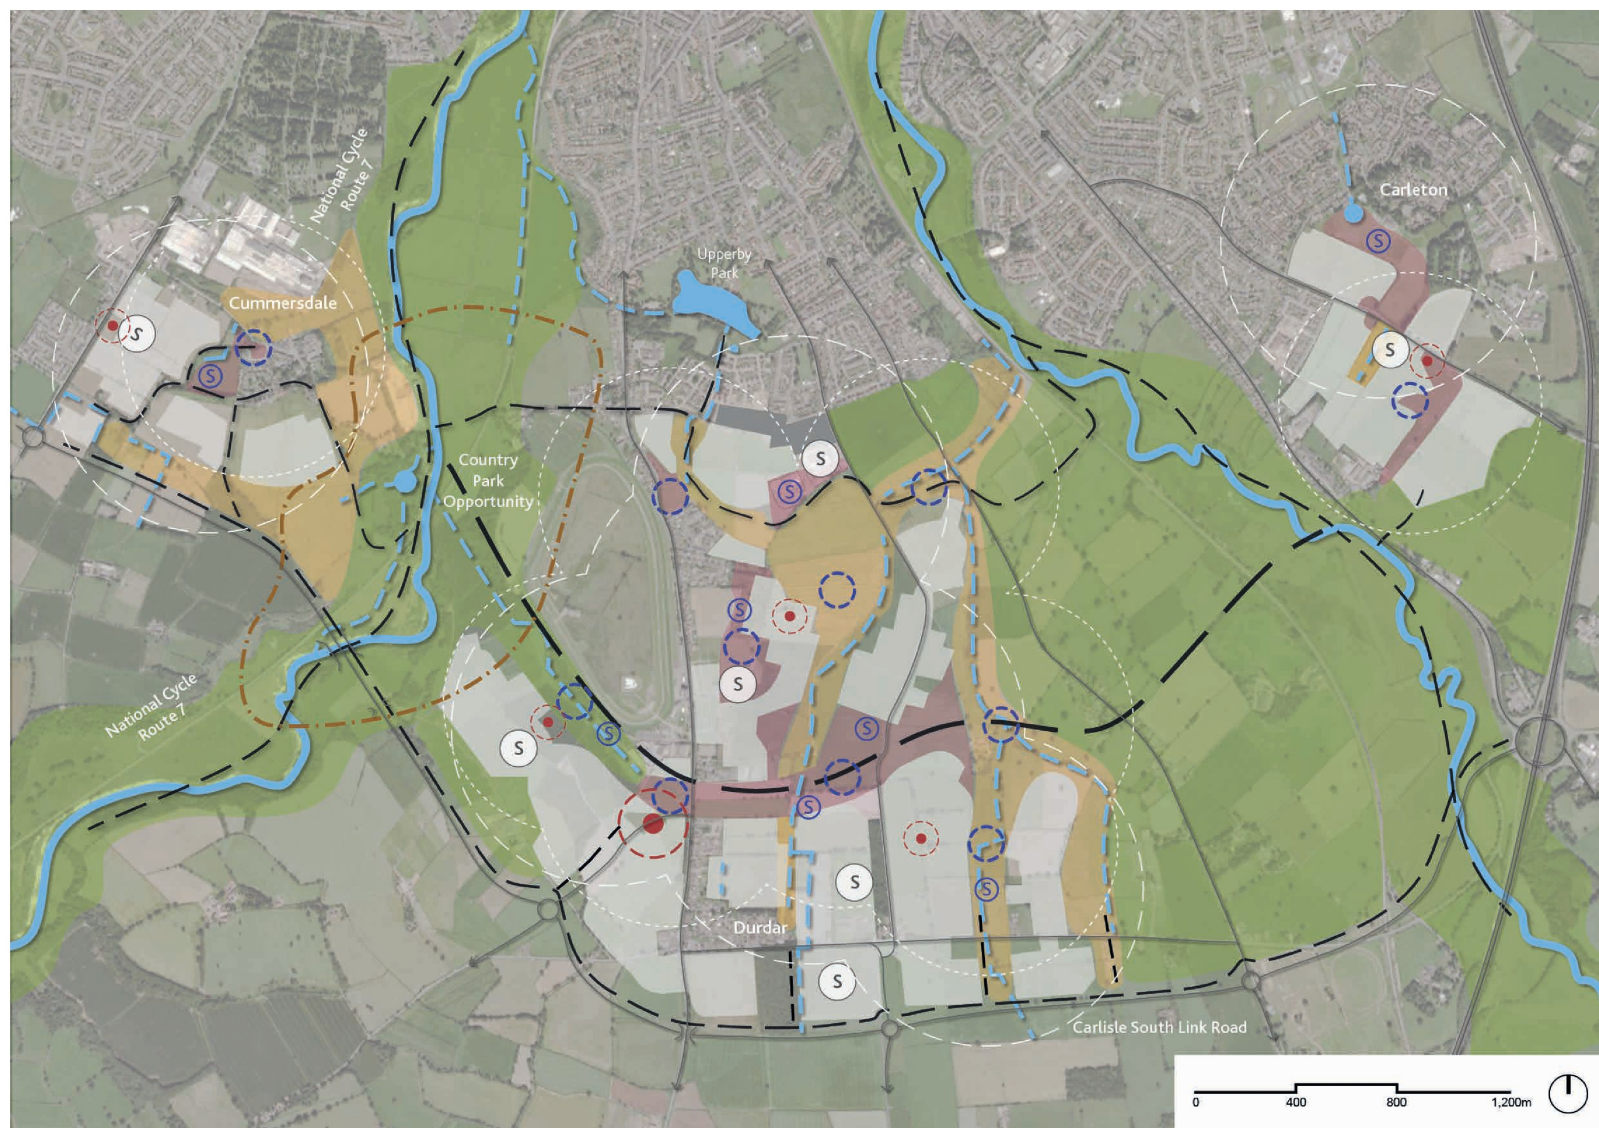 National Cycle
Route 7
Carleton
S
Upperby
Park
Cummersdale
S
S
S
S
Country
Park
Opportunity
S
S
S
S
National Cycle
Route 7
S
S
S
S
S
S
S
Durdar
S
Carlisle South Link Road
0 400 800 1,200m